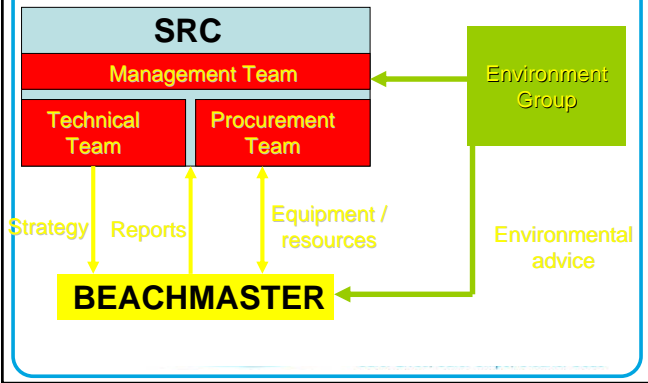 SRC
Management Team
Environment
Group
Technical
Team
Procurement
Team
Strategy
Reports
Equipment /
resources
Environmental
advice
BEACHMASTER